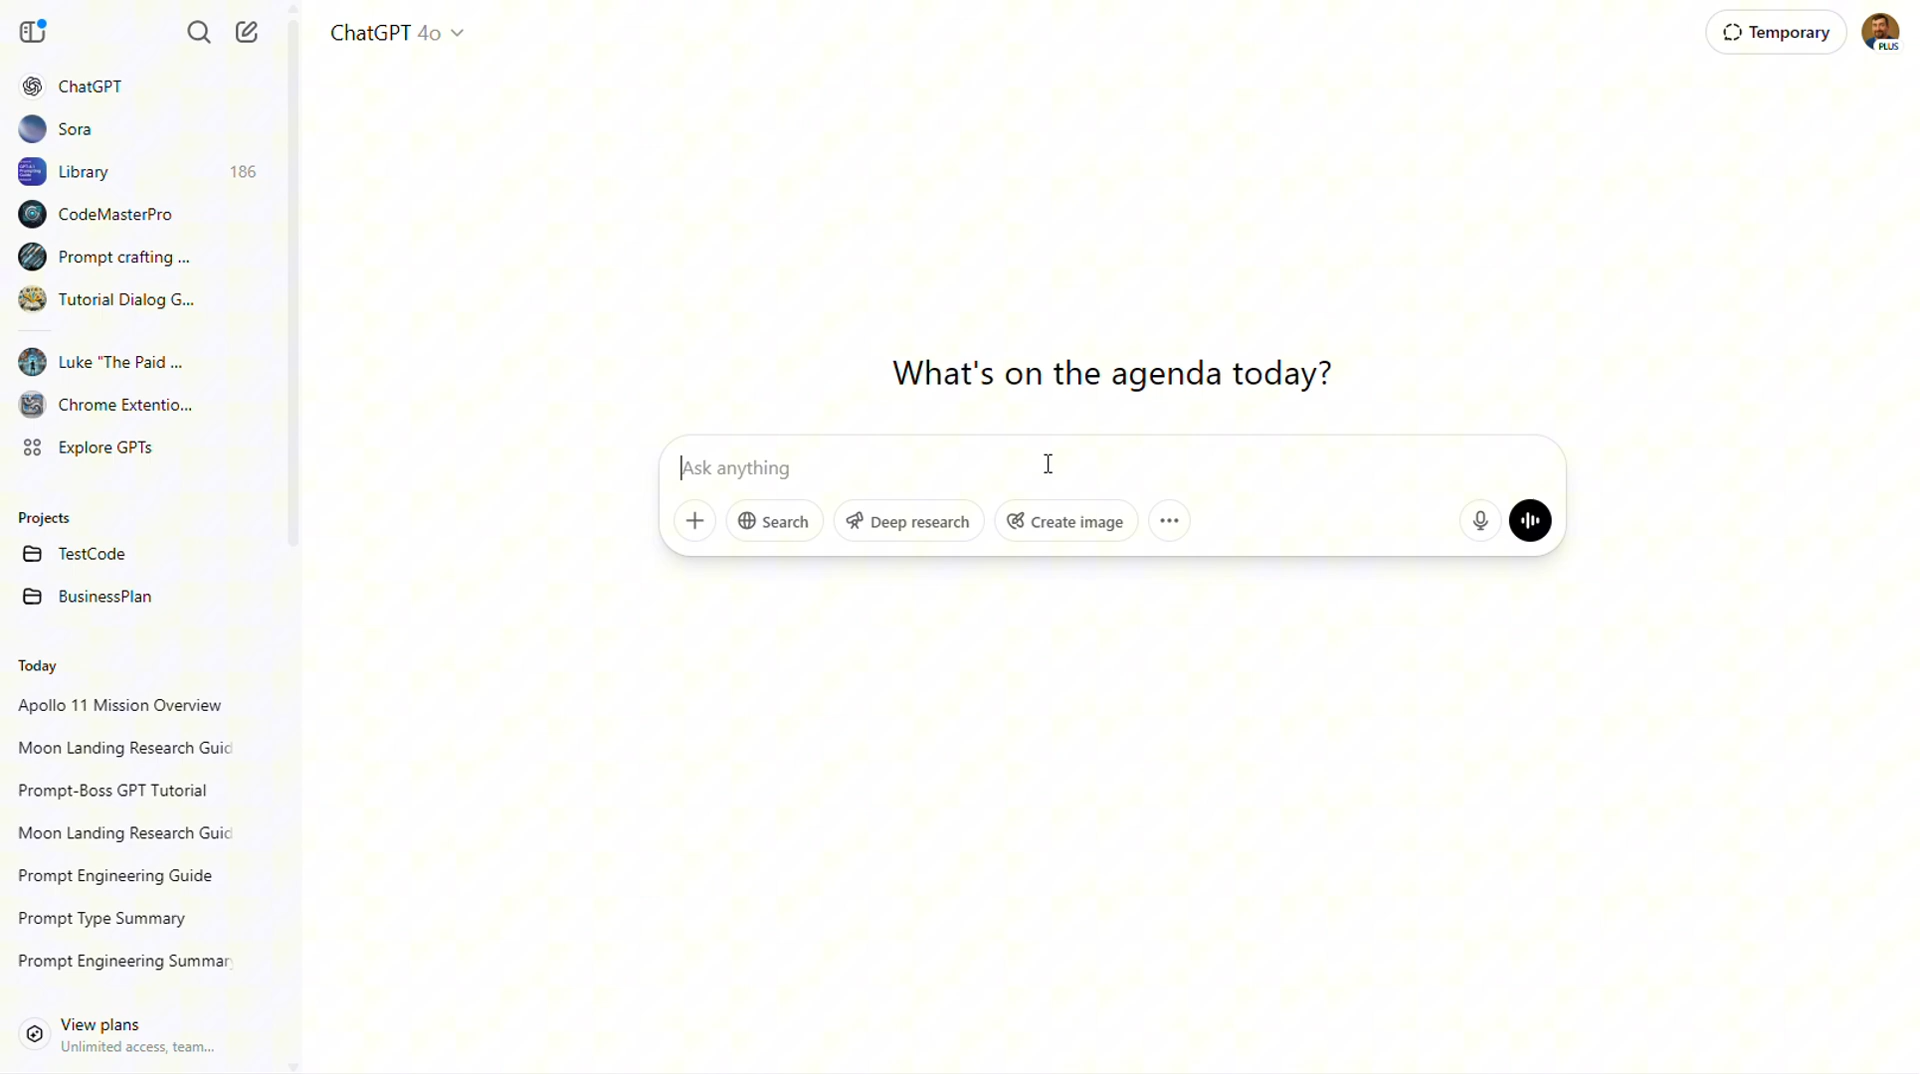 ChatGPT 4o
Temporary
PLUS
ChatGPT
Sora
Library 186
CodeMasterPro
Prompt crafting ...
Tutorial Dialog G...
Luke "The Paid ...
Chrome Extentio...
Explore GPTs
Projects
TestCode
BusinessPlan
Today
Apollo 11 Mission Overview
Moon Landing Research Guid
Prompt-Boss GPT Tutorial
Moon Landing Research Guid
Prompt Engineering Guide
Prompt Type Summary
Prompt Engineering Summar
View plans
Unlimited access, team...
What's on the agenda today?
Ask anything
Search
Deep research
Create image